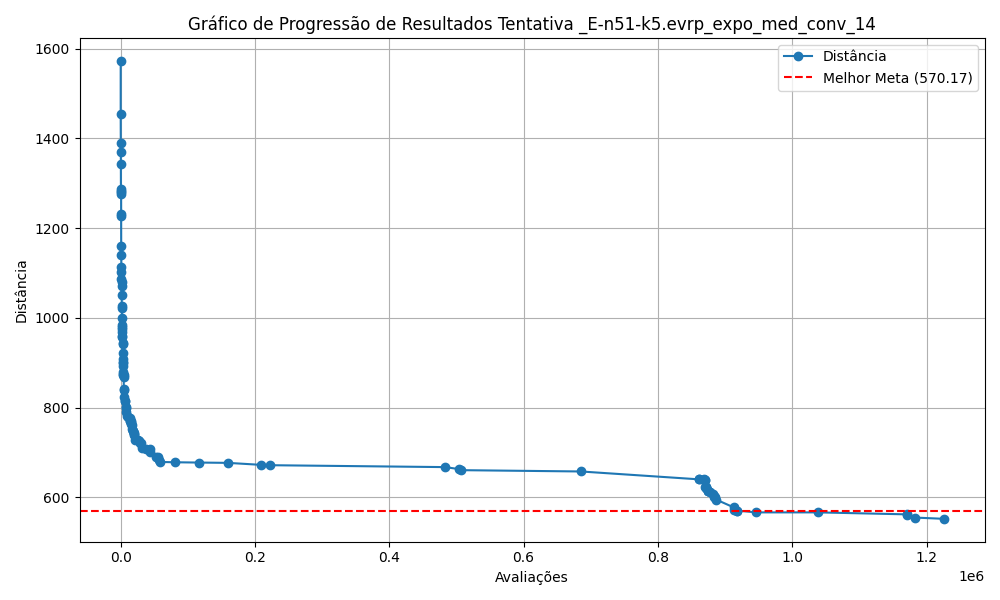 Gráfico de Progressão de Resultados Tentativa _E-n51-k5.evrp_expo_med_conv_14
Distância
Melhor Meta (570.17)
1600
1400
1200
1000
800
600
Distância
0.0 0.2 0.4 0.6 0.8 1.0 1.2
1e6
Avaliações